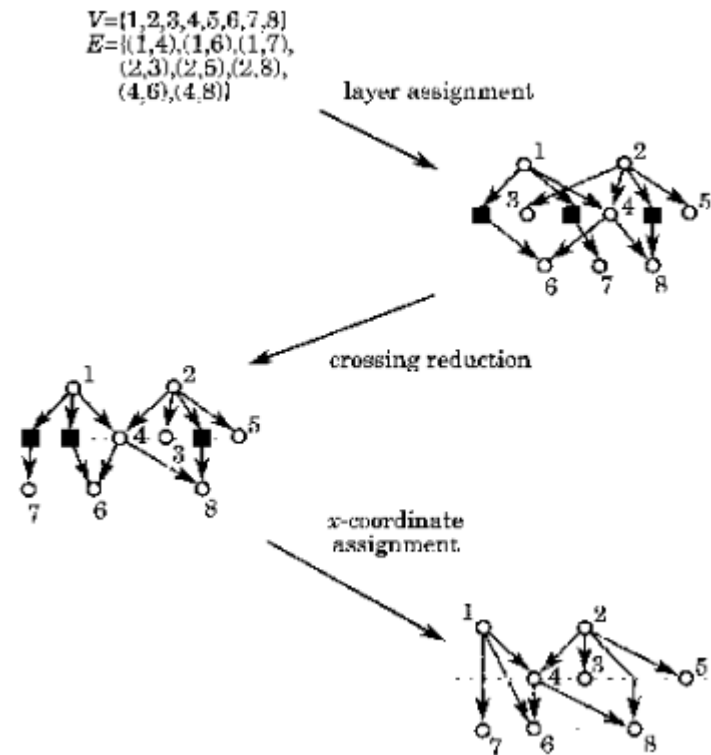 V={1,2,3,4,5,6,7,8}
E={(1,4),(1,6),(1,7),
(2,3),(2,5),(2,8),
(4,6),(4,8)}
layer assignment
1 2
3 4 5
6 7 8
crossing reduction
1 2
4 3 5
7 6 8
x-coordinate
assignment
1 2
4 3 5
7 6 8